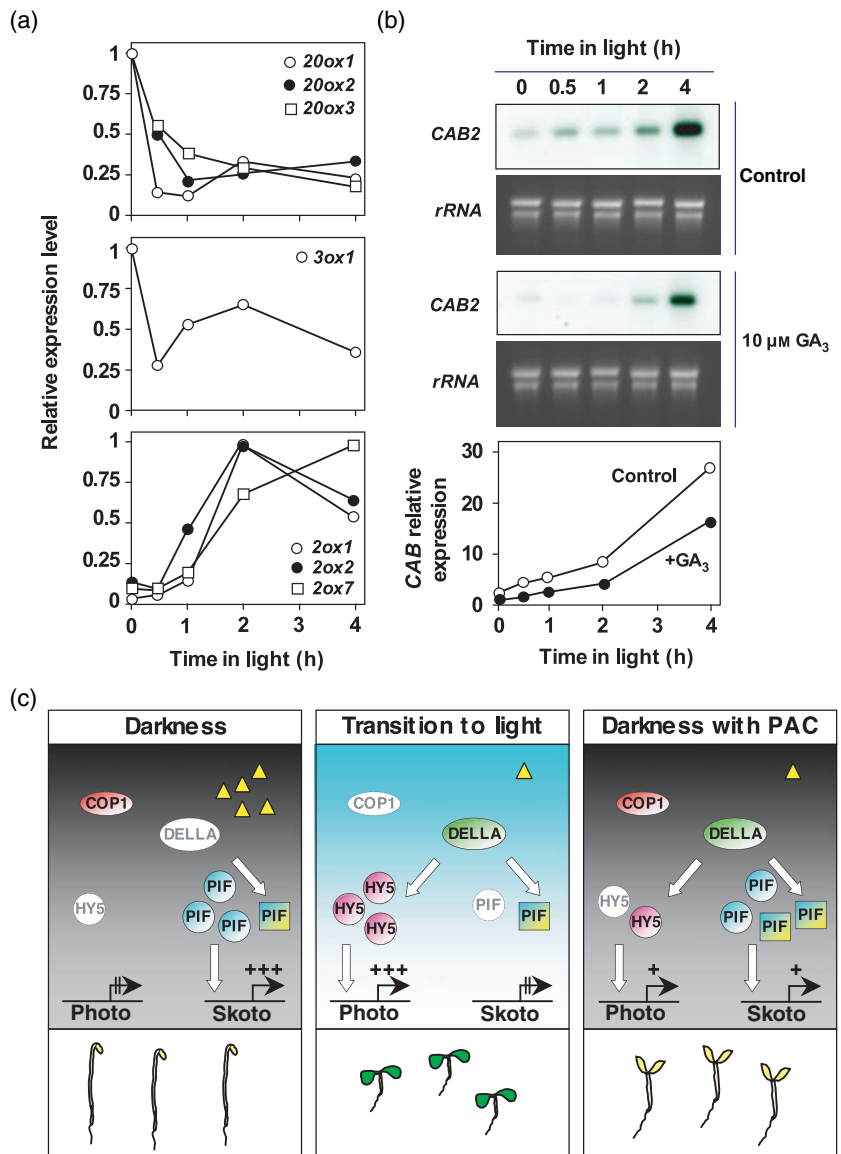 (a)
1
20ox1
20ox2
20ox3
0.75
0.5
0.25
0
1
3ox1
0.75
0.5
0.25
0
1
0.75
0.5
0.25
0
2ox1
2ox2
2ox7
0 1 2 3 4
Time in light (h)
Relative expression level
(b)
Time in light (h)
0 0.5 1 2 4
CAB2
rRNA
Control
CAB2
rRNA
10 µM GA3
30
20
10
0
Control
+GA3
CAB relative
expression
0 1 2 3 4
Time in light (h)
(c)
Darkness
COP1
DELLA
HY5
PIF
PIF
PIF
PIF
+++
Photo
Skoto
Transition to light
COP1
DELLA
HY5
HY5
HY5
PIF
PIF
+++
Photo
Skoto
Darkness with PAC
COP1
DELLA
HY5
HY5
PIF
PIF
PIF
PIF
+
+
Photo
Skoto